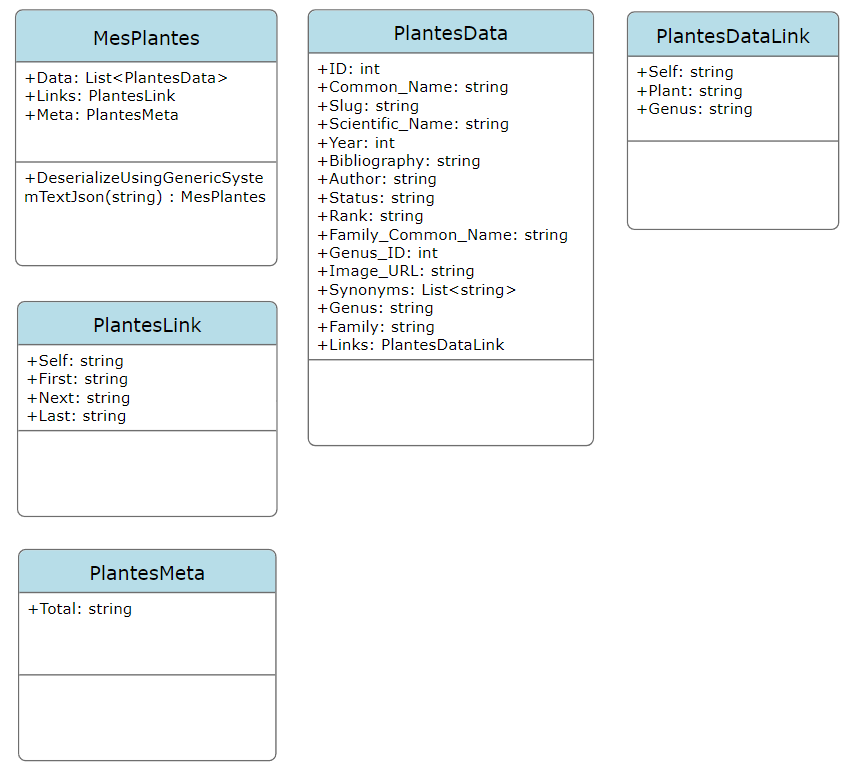 MesPlantes
+Data: List<PlantesData>
+Links: PlantesLink
+Meta: PlantesMeta
+DeserializeUsingGenericSyste
mTextJson(string) : MesPlantes
PlantesLink
+Self: string
+First: string
+Next: string
+Last: string
PlantesMeta
+Total: string
PlantesData
+ID: int
+Common_Name: string
+Slug: string
+Scientific_Name: string
+Year: int
+Bibliography: string
+Author: string
+Status: string
+Rank: string
+Family_Common_Name: string
+Genus_ID: int
+Image_URL: string
+Synonyms: List<string>
+Genus: string
+Family: string
+Links: PlantesDataLink
PlantesDataLink
+Self: string
+Plant: string
+Genus: string